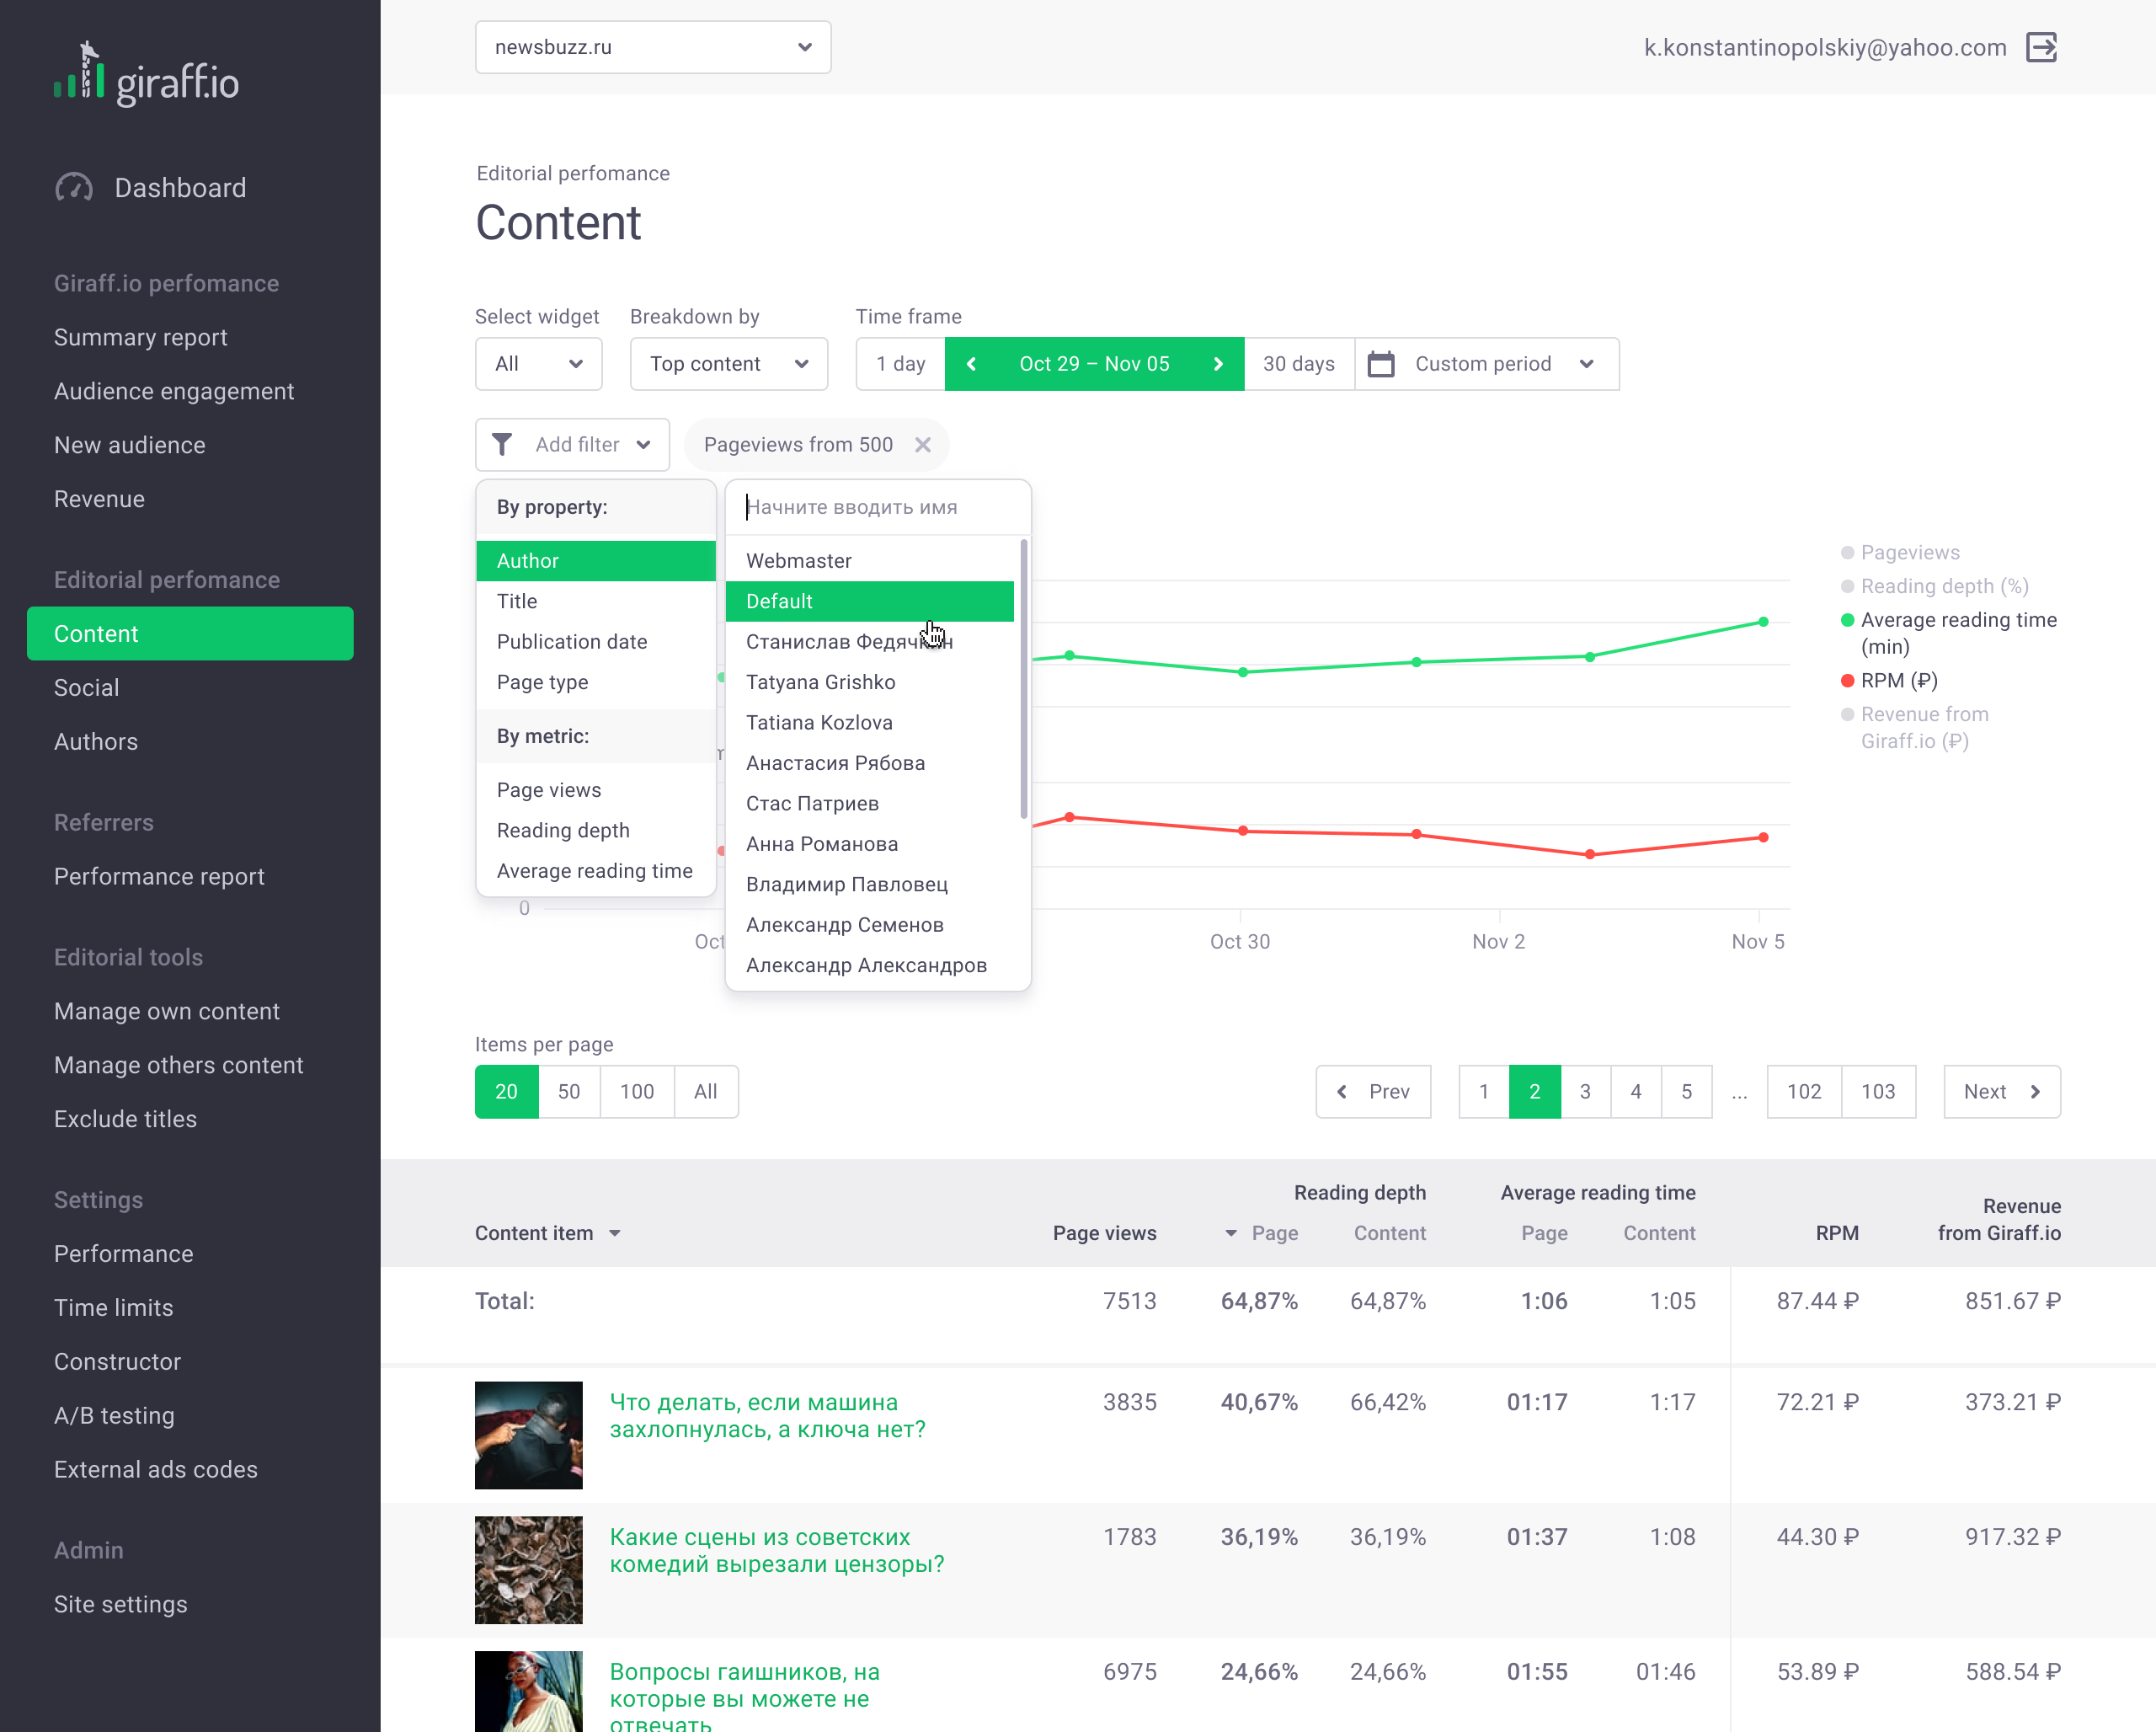 giraff.io
Dashboard
Giraff.io perfomance
Summary report
Audience engagement
New audience
Revenue
Editorial perfomance
Content
Social
Authors
Referrers
Performance report
Editorial tools
Manage own content
Manage others content
Exclude titles
Settings
Performance
Time limits
Constructor
A/B testing
External ads codes
Admin
Site settings
newsbuzz.ru
k.konstantinopolskiy@yahoo.com
Editorial perfomance
Content
Select widget
Breakdown by
Time frame
All
Top content
1 day
Oct 29 – Nov 05
30 days
Custom period
Add filter
Pageviews from 500
By property:
Author
Title
Publication date
Page type
By metric:
Page views
Reading depth
Average reading time
Начните вводить имя
Webmaster
Default
Станислав Федячкин
Tatyana Grishko
Tatiana Kozlova
Анастасия Рябова
Стас Патриев
Анна Романова
Владимир Павловец
Александр Семенов
Александр Александров
Pageviews
Reading depth (%)
Average reading time
(min)
RPM (₽)
Revenue from
Giraff.io (₽)
0
Oct
Oct 30
Nov 2
Nov 5
Items per page
20 50 100 All
Prev 1 2 3 4 5 ... 102 103 Next
Reading depth Average reading time Revenue
Content item Page views Page Content Page Content RPM from Giraff.io
Total: 7513 64,87% 64,87% 1:06 1:05 87.44 ₽ 851.67 ₽
Что делать, если машина 3835 40,67% 66,42% 01:17 1:17 72.21 ₽ 373.21 ₽
захлопнулась, а ключа нет?
Какие сцены из советских 1783 36,19% 36,19% 01:37 1:08 44.30 ₽ 917.32 ₽
комедий вырезали цензоры?
Вопросы гаишников, на 6975 24,66% 24,66% 01:55 01:46 53.89 ₽ 588.54 ₽
которые вы можете не
отвечать